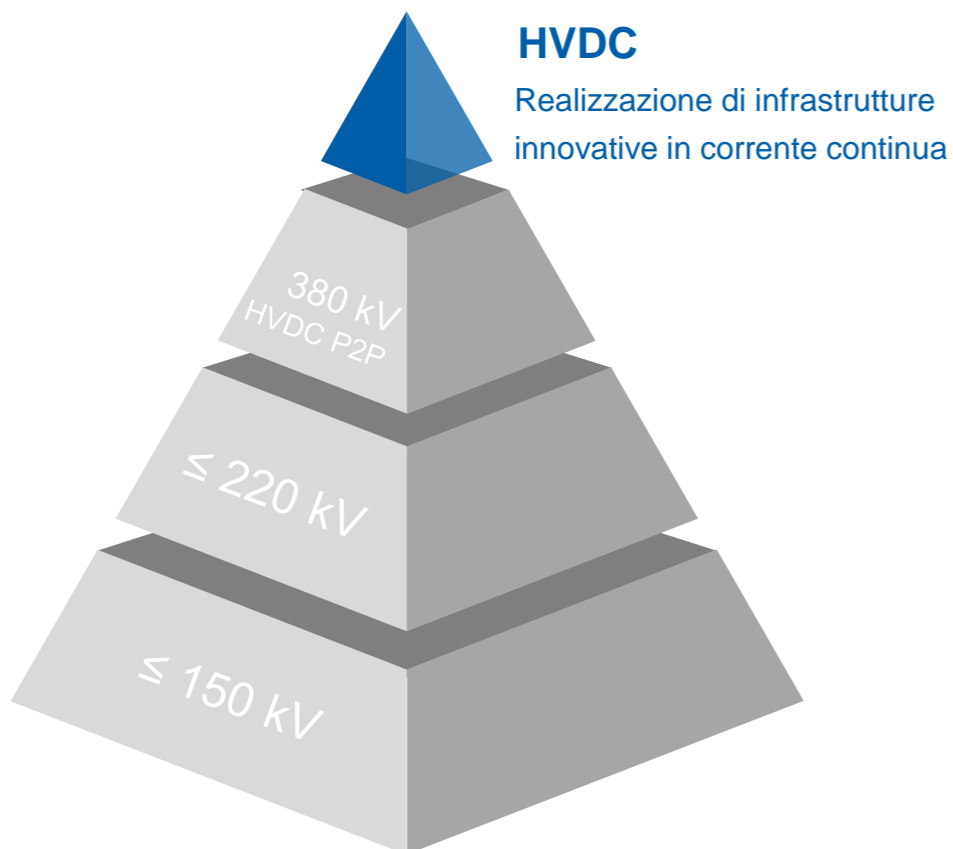 HVDC
Realizzazione di infrastrutture
innovative in corrente continua
380 kV
HVDC P2P
≤ 220 kV
≤ 150 kV